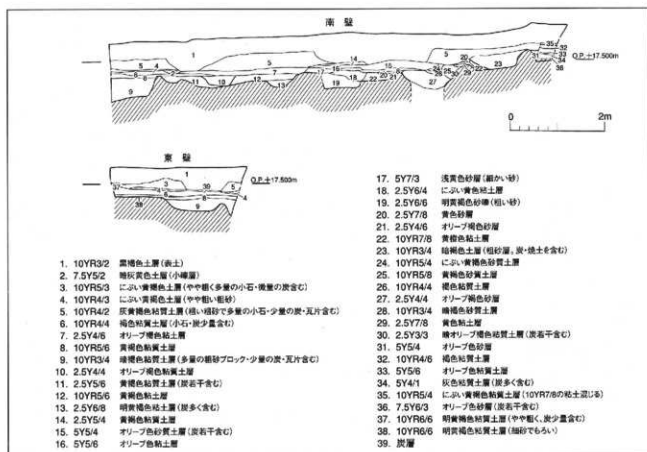 南 壁
O.P.+17.500m
0 2m
東 壁
O.P.+17.500m
1. 10YR3/2 黒褐色土層(表土)
2. 7.5Y5/2 暗灰黄色土層(小礫層)
3. 10YR5/3 にぶい黄褐色土層(やや粗く多量の小石・微量の炭含む)
4. 10YR4/3 にぶい黄褐色土層(やや粗い粗砂)
5. 10YR4/2 灰黄褐色粘質土層(粗い粗砂で多量の小石・少量の炭・瓦片含む)
6. 10YR4/4 褐色粘質土層(小石・炭少量含む)
7. 2.5Y4/6 オリーブ褐色粘土層
8. 10YR5/6 黄褐色粘質土層
9. 10YR3/4 暗褐色粘質土層(多量の粗砂ブロック・少量の炭・瓦片含む)
10. 2.5Y4/4 オリーブ褐色粘質土層
11. 2.5Y5/6 黄褐色粘質土層(炭若干含む)
12. 10YR5/6 黄褐色粘土層
13. 2.5Y6/8 明黄褐色土層(炭多く含む)
14. 2.5Y5/4 黄褐色粘質土層
15. 5Y5/4 オリーブ色砂質土層(炭若干含む)
16. 5Y5/6 オリーブ色粘土層
17. 5Y7/3 浅黄色砂層(細かい砂)
18. 2.5Y6/4 にぶい黄色粘土層
19. 2.5Y6/6 明黄褐色砂礫(粗い砂)
20. 2.5Y7/8 黄色砂層
21. 2.5Y4/6 オリーブ褐色砂層
22. 10YR7/8 黄橙色粘土層
23. 10YR3/4 暗褐色土層(粗砂層。炭・焼土を含む)
24. 10YR5/4 にぶい黄褐色砂質土層
25. 10YR5/8 黄褐色砂質土層
26. 10YR4/4 褐色粘質土層
27. 2.5Y4/4 オリーブ褐色砂層
28. 10YR3/4 暗褐色砂質土層
29. 2.5Y7/8 黄色粘土層
30. 2.5Y3/3 暗オリーブ褐色粘質土層(炭若干含む)
31. 5Y5/4 オリーブ色砂層
32. 10YR4/6 褐色粘質土層
33. 5Y5/6 オリーブ色粘質土層
34. 5Y4/1 灰色砂質土層(炭多く含む)
35. 10YR5/4 にぶい黄褐色粘質土層(10YR7/8の粘土混じる)
36. 7.5Y6/3 オリーブ色砂層(炭若干含む)
37. 10YR6/6 明黄褐色粘質土層(やや粗く、炭少量含む)
38. 10YR6/6 明黄褐色粘質土層(細砂でもろい)
39. 炭層